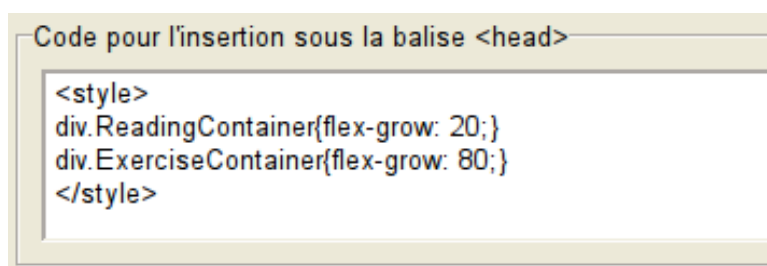 Code pour l'insertion sous la balise <head>
<style>
div.ReadingContainer{flex-grow: 20;}
div.ExerciseContainer{flex-grow: 80;}
</style>